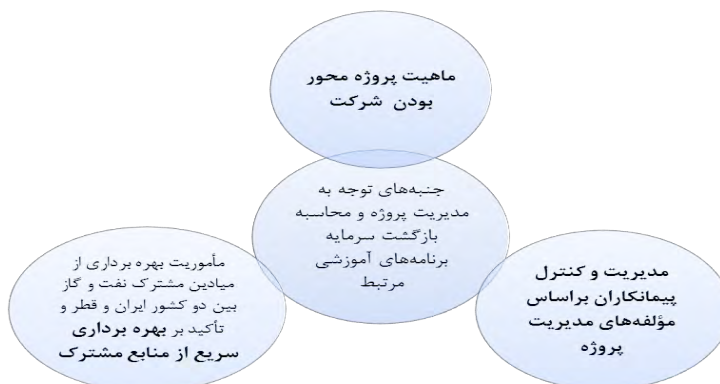 ماهیت پروژه محور
بودن شرکت
جنبه‌های توجه به
مدیریت پروژه و محاسبه
بازگشت سرمایه
برنامه‌های آموزشی
مرتبط
مدیریت و کنترل
پیمانکاران براساس
مؤلفه‌های مدیریت
پروژه
مأموریت بهره برداری از
میادین مشترک نفت و گاز
بین دو کشور ایران و قطر و
تأکید بر بهره برداری
سریع از منابع مشترک